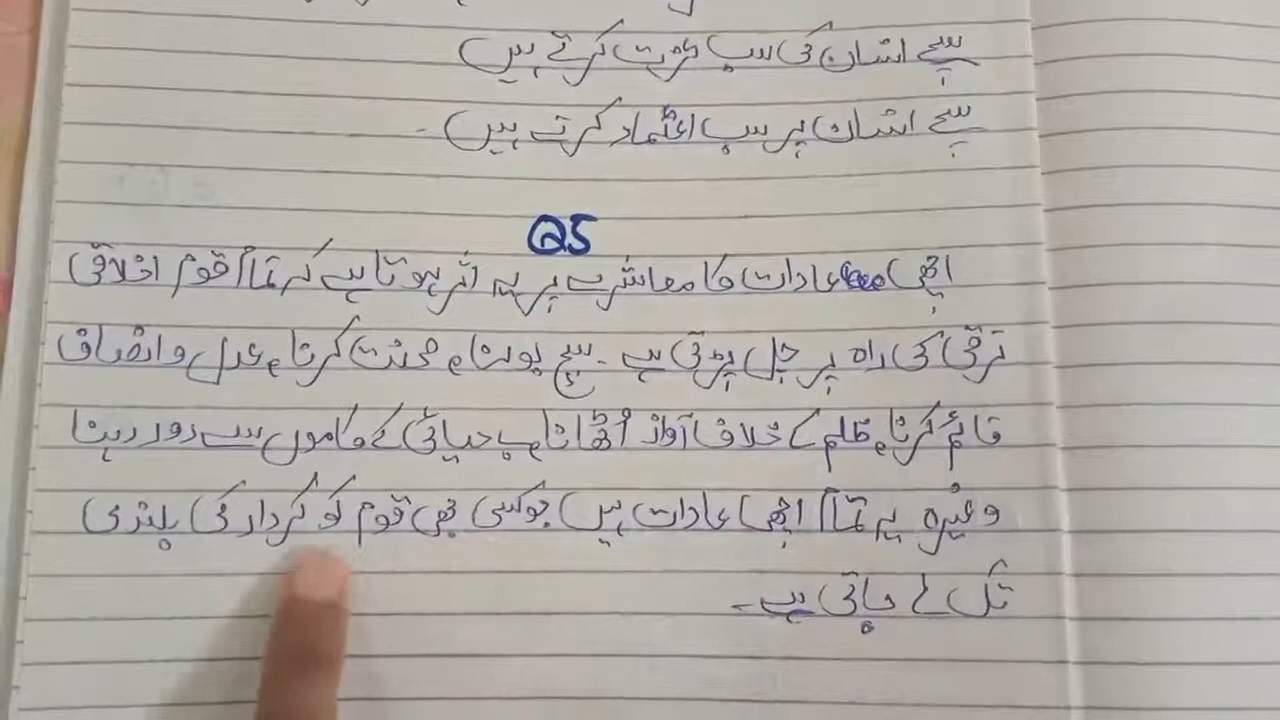 سچے انسان کی سب عزت کرتے ہیں
سچے انسان پر سب اعتماد کرتے ہیں۔
Q5
اچھی عادات کا معاشرے پر یہ اثر ہوتا ہے کہ تمام قوم اخلاقی
ترقی کی راہ پر چل پڑتی ہے۔ سچ بولنا، محنت کرنا، عدل و انصاف
قائم کرنا، ظلم کے خلاف آواز اُٹھانا، بے حیائی کے کاموں سے دور رہنا
وغیرہ یہ تمام اچھی عادات ہیں جو کسی بھی قوم کو کردار کی بلندی
تک لے جاتی ہے۔